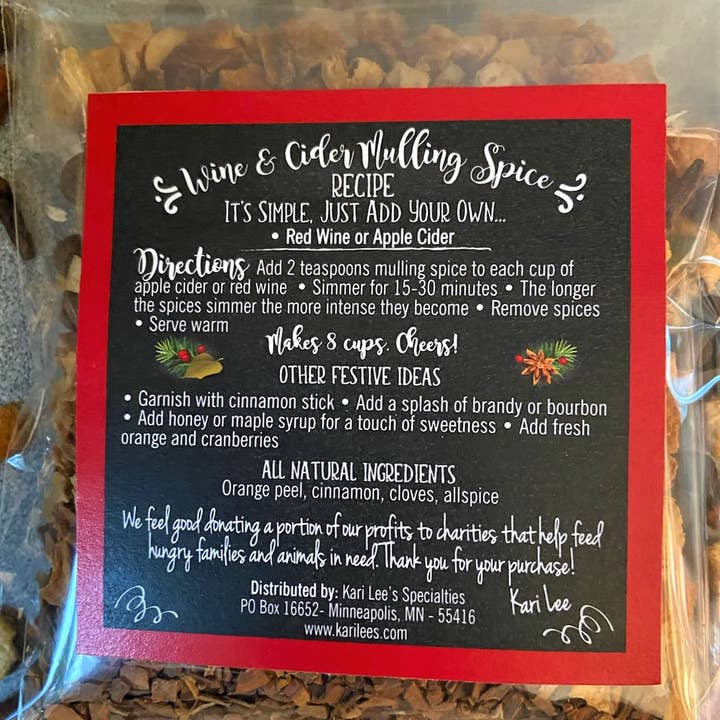 Wine & Cider Mulling Spice
RECIPE
IT'S SIMPLE, JUST ADD YOUR OWN...
• Red Wine or Apple Cider
Directions Add 2 teaspoons mulling spice to each cup of
apple cider or red wine • Simmer for 15-30 minutes • The longer
the spices simmer the more intense they become • Remove spices
• Serve warm
Makes 8 cups. Cheers!
OTHER FESTIVE IDEAS
• Garnish with cinnamon stick • Add a splash of brandy or bourbon
• Add honey or maple syrup for a touch of sweetness • Add fresh
orange and cranberries
ALL NATURAL INGREDIENTS
Orange peel, cinnamon, cloves, allspice
We feel good donating a portion of our profits to charities that help feed
hungry families and animals in need. Thank you for your purchase!
Kari Lee
Distributed by: Kari Lee's Specialties
PO Box 16652- Minneapolis, MN - 55416
www.karilees.com